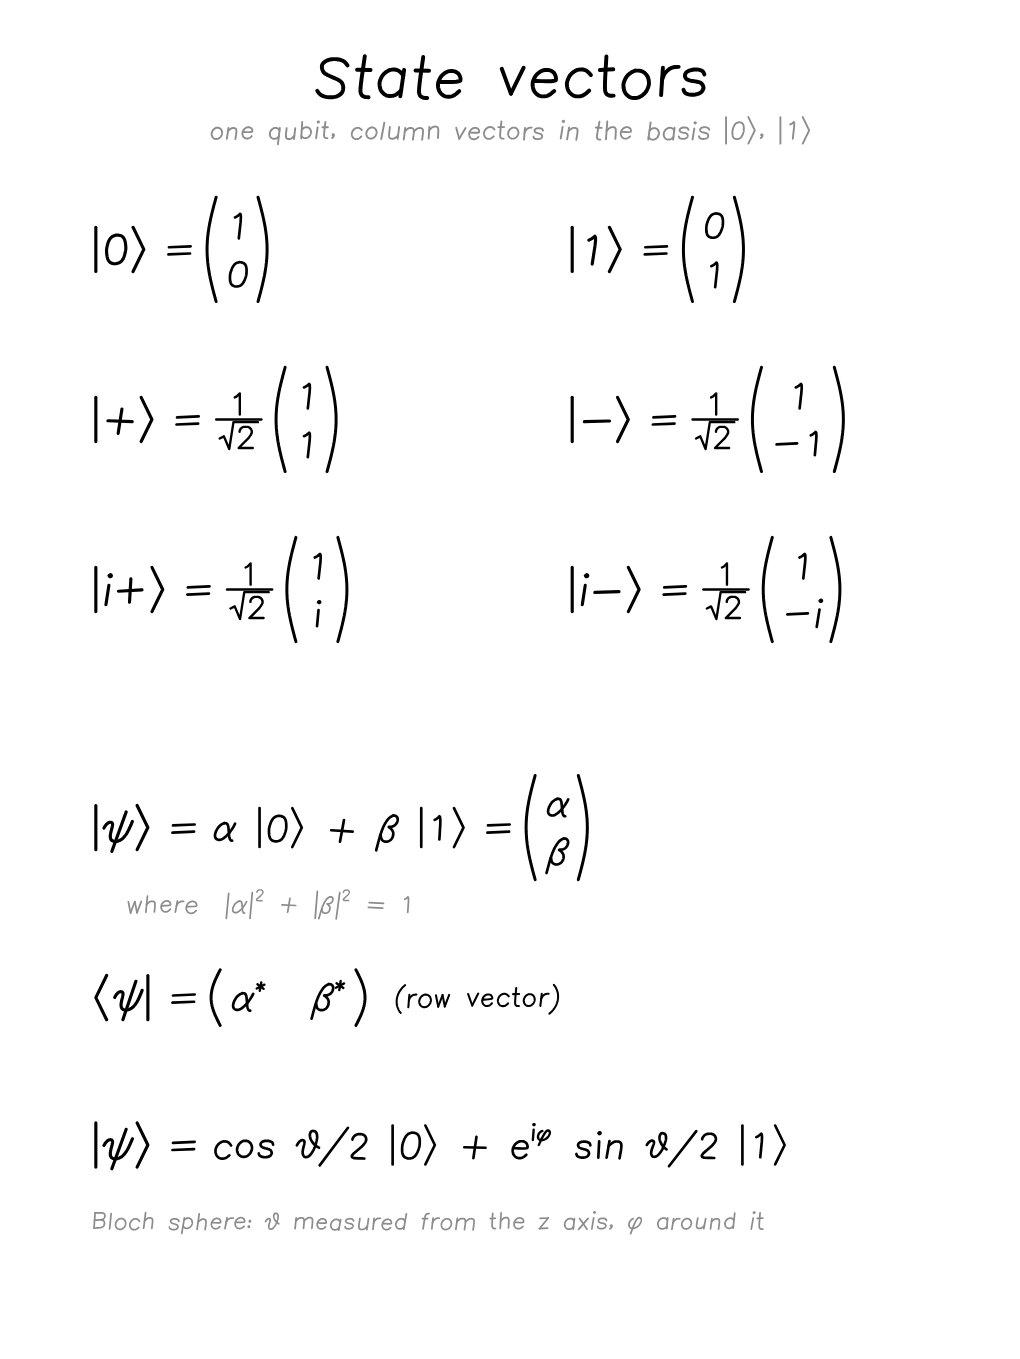 State vectors
one qubit, column vectors in the basis |0⟩, |1⟩
|0⟩ = (1 0) |1⟩ = (0 1)
|+⟩ = 1/√2 (1 1) |−⟩ = 1/√2 (1 −1)
|i+⟩ = 1/√2 (1 i) |i−⟩ = 1/√2 (1 −i)
|ψ⟩ = α |0⟩ + β |1⟩ = (α β)
where |α|² + |β|² = 1
⟨ψ| = (α* β*) (row vector)
|ψ⟩ = cos ϑ/2 |0⟩ + e^{iφ} sin ϑ/2 |1⟩
Bloch sphere: ϑ measured from the z axis, φ around it